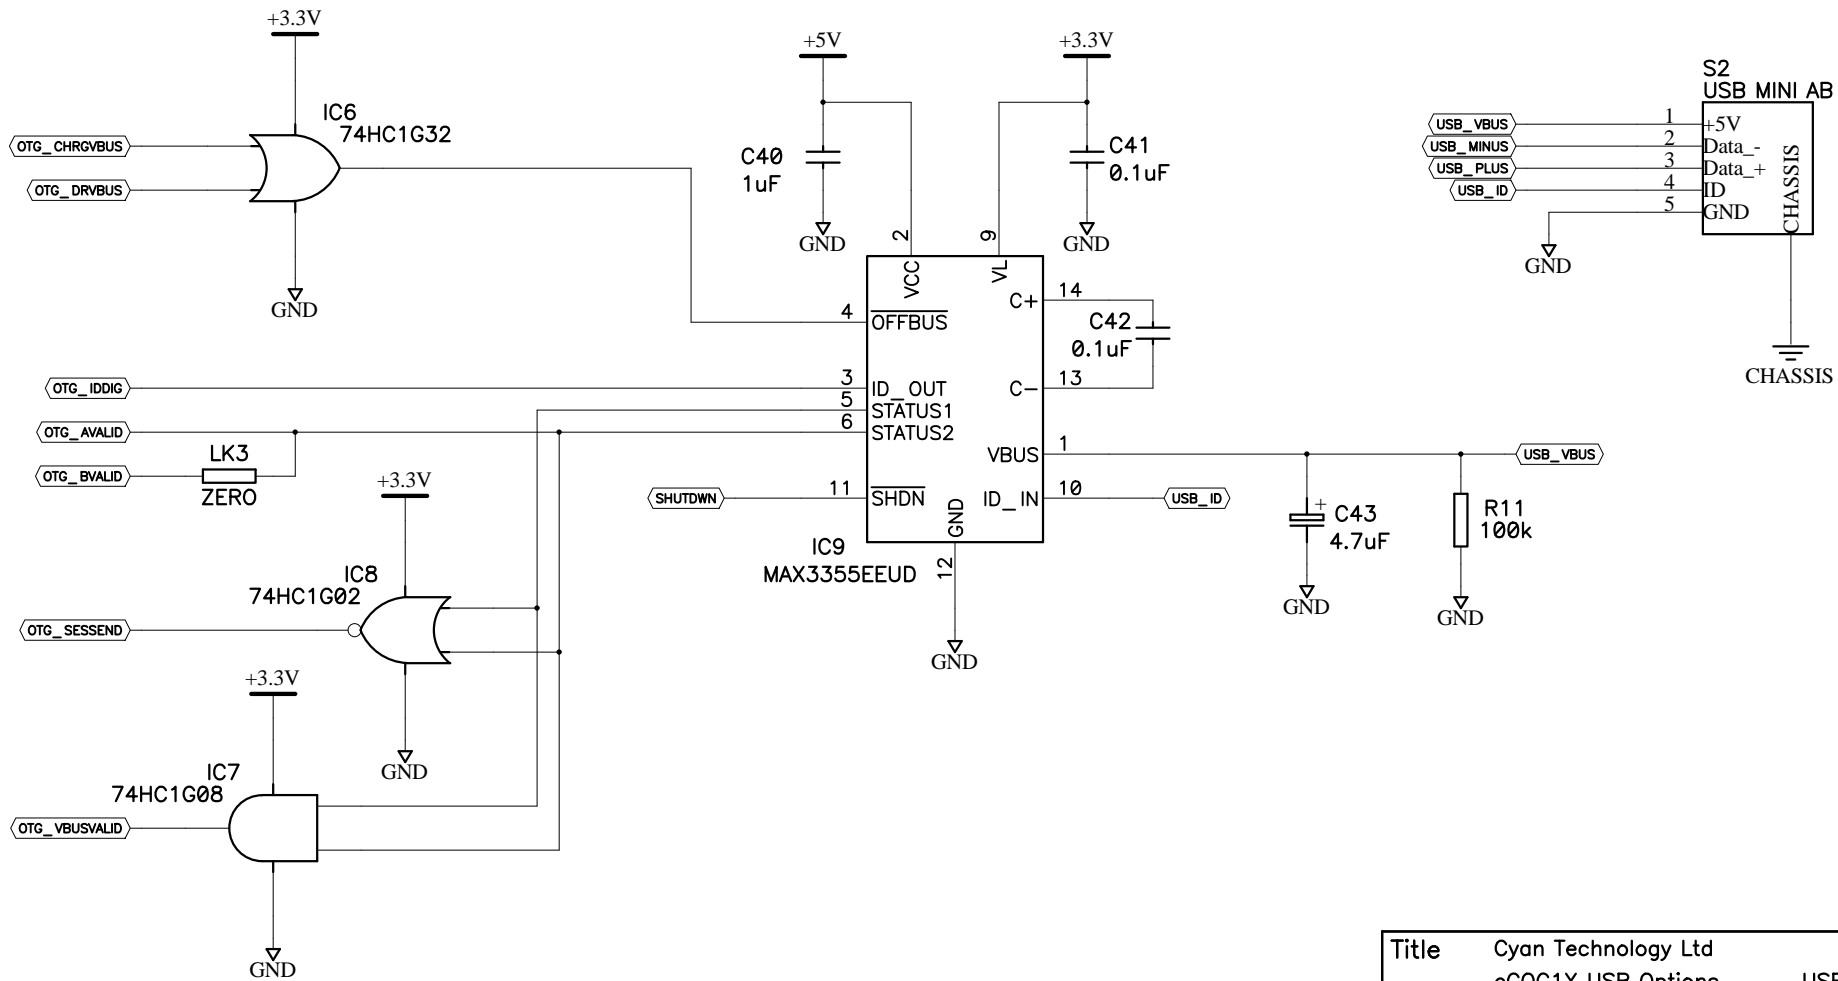 +3.3V
IC6
74HC1G32
OTG_CHRGVBUS
OTG_DRVBUS
GND
+5V
C40
1uF
GND
+3.3V
C41
0.1uF
GND
S2
USB MINI AB
USB_VBUS 1 +5V
USB_MINUS 2 Data_-
USB_PLUS 3 Data_+
USB_ID 4 ID
5 GND
CHASSIS
GND
CHASSIS
2 VCC
9 VL
4 OFFBUS
C+ 14
C42
0.1uF
C- 13
OTG_IDDIG 3 ID_OUT
5 STATUS1
OTG_AVALID 6 STATUS2
OTG_BVALID
LK3
ZERO
VBUS 1
USB_VBUS
SHUTDWN 11 SHDN
ID_IN 10 USB_ID
GND
12
IC9
MAX3355EEUD
GND
+
C43
4.7uF
GND
R11
100k
GND
+3.3V
IC8
74HC1G02
OTG_SESSEND
GND
+3.3V
IC7
74HC1G08
OTG_VBUSVALID
GND
Title Cyan Technology Ltd
eCOG1X USB Options USB